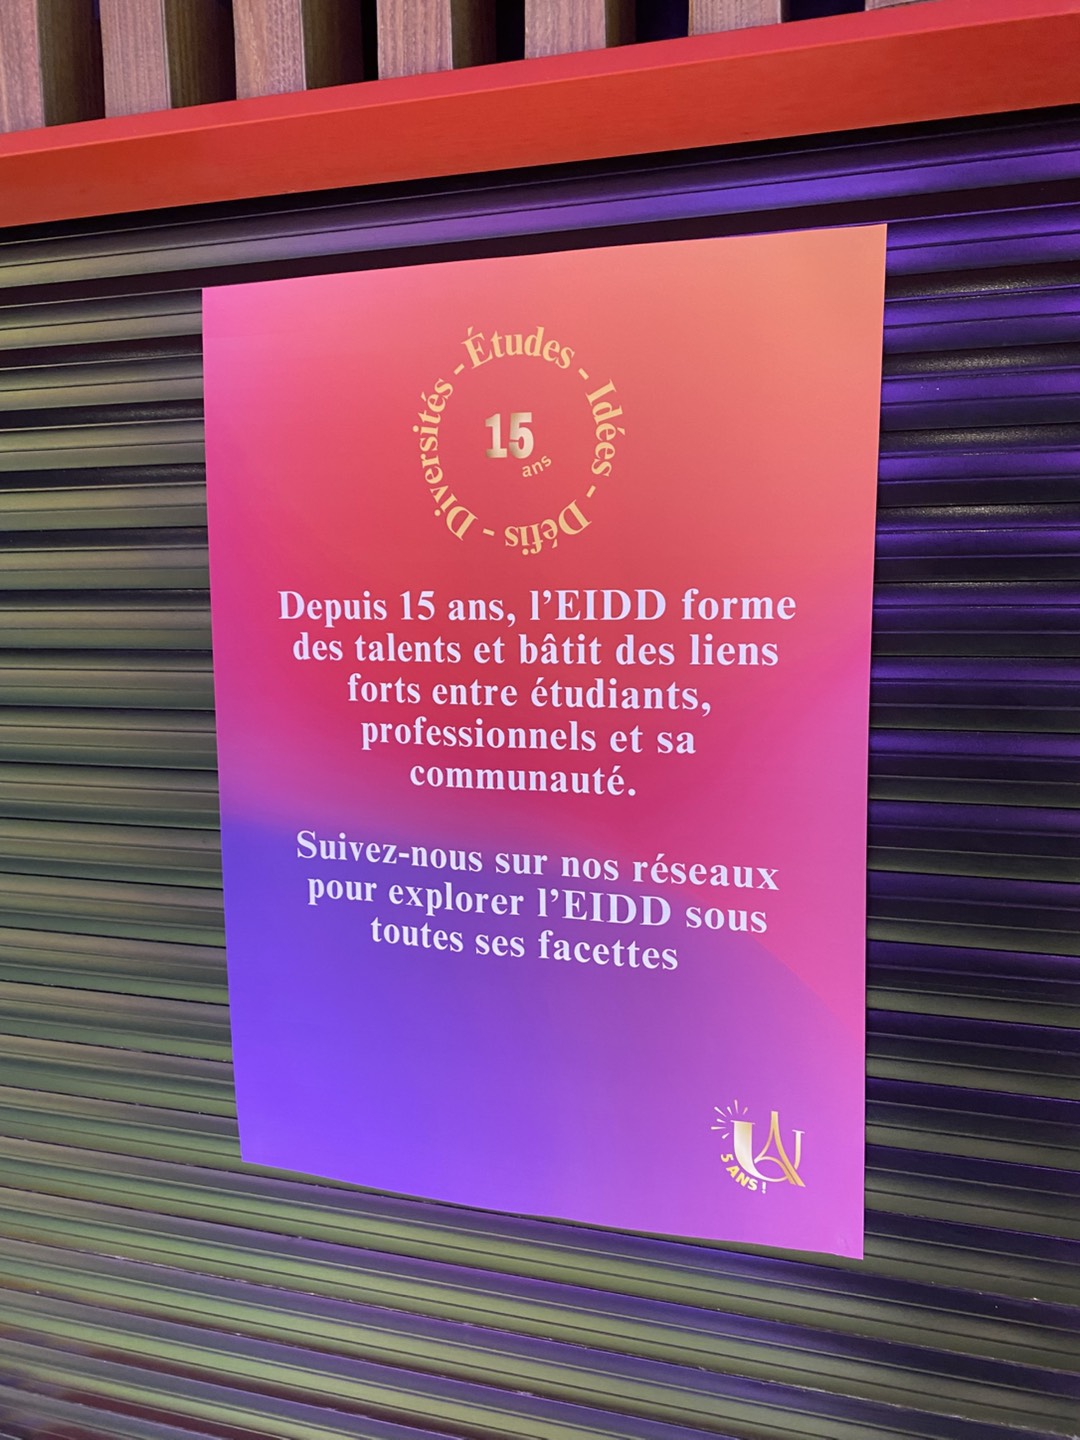 Études - Idées - Défis - Diversités -
15
ans
Depuis 15 ans, l’EIDD forme
des talents et bâtit des liens
forts entre étudiants,
professionnels et sa
communauté.
Suivez-nous sur nos réseaux
pour explorer l’EIDD sous
toutes ses facettes
5 ANS !